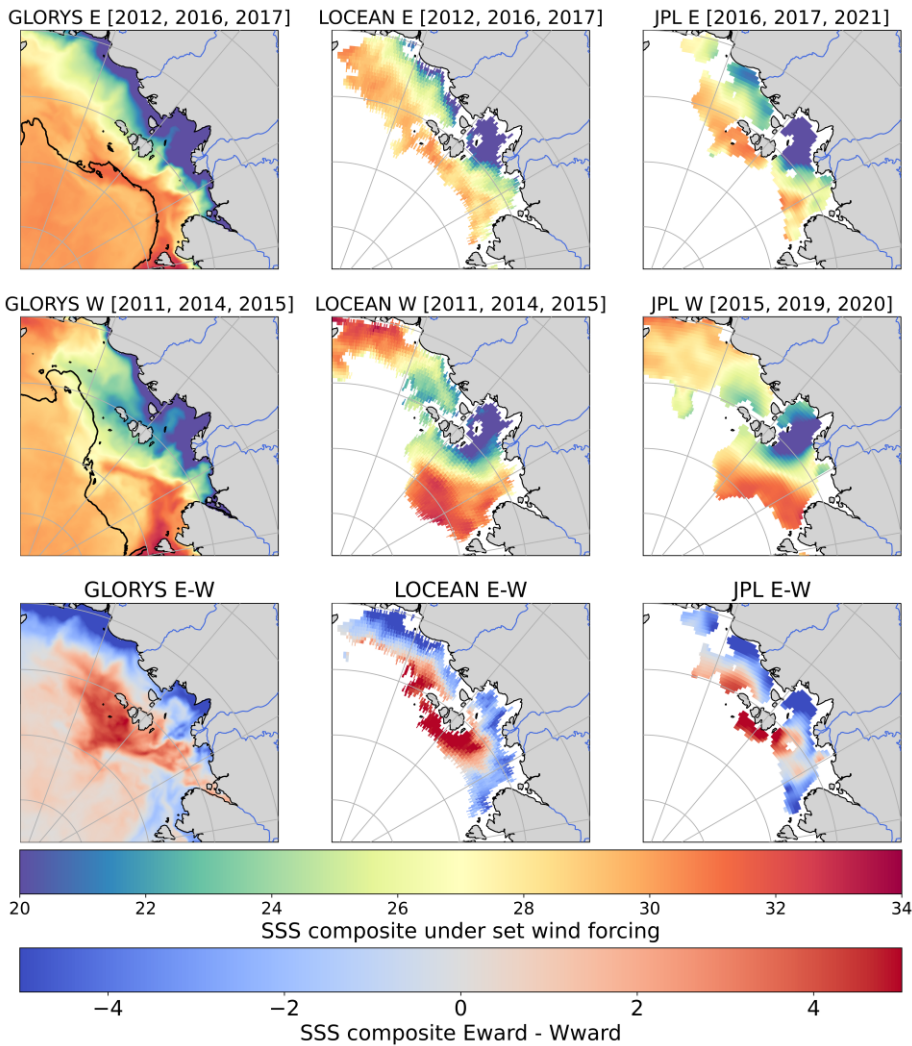 GLORYS E [2012, 2016, 2017] LOCEAN E [2012, 2016, 2017] JPL E [2016, 2017, 2021]
GLORYS W [2011, 2014, 2015] LOCEAN W [2011, 2014, 2015] JPL W [2015, 2019, 2020]
GLORYS E-W LOCEAN E-W JPL E-W
20 22 24 26 28 30 32 34
SSS composite under set wind forcing
−4 −2 0 2 4
SSS composite Eward - Wward